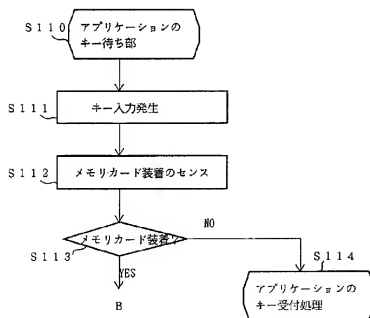 S110
アプリケーションの
キー待ち部
S111
キー入力発生
S112
メモリカード装着のセンス
メモリカード装着?
NO
S113
YES
S114
B
アプリケーションの
キー受付処理